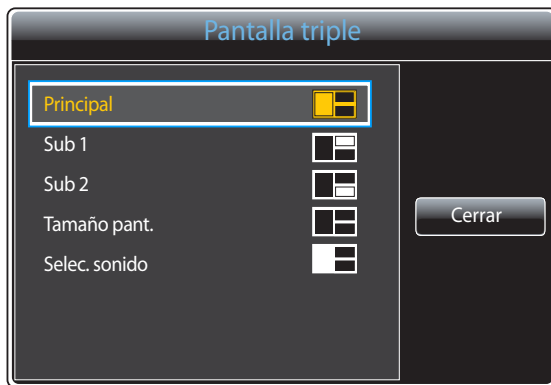 Pantalla triple
Principal
Sub 1
Sub 2
Tamaño pant.
Selec. sonido
Cerrar